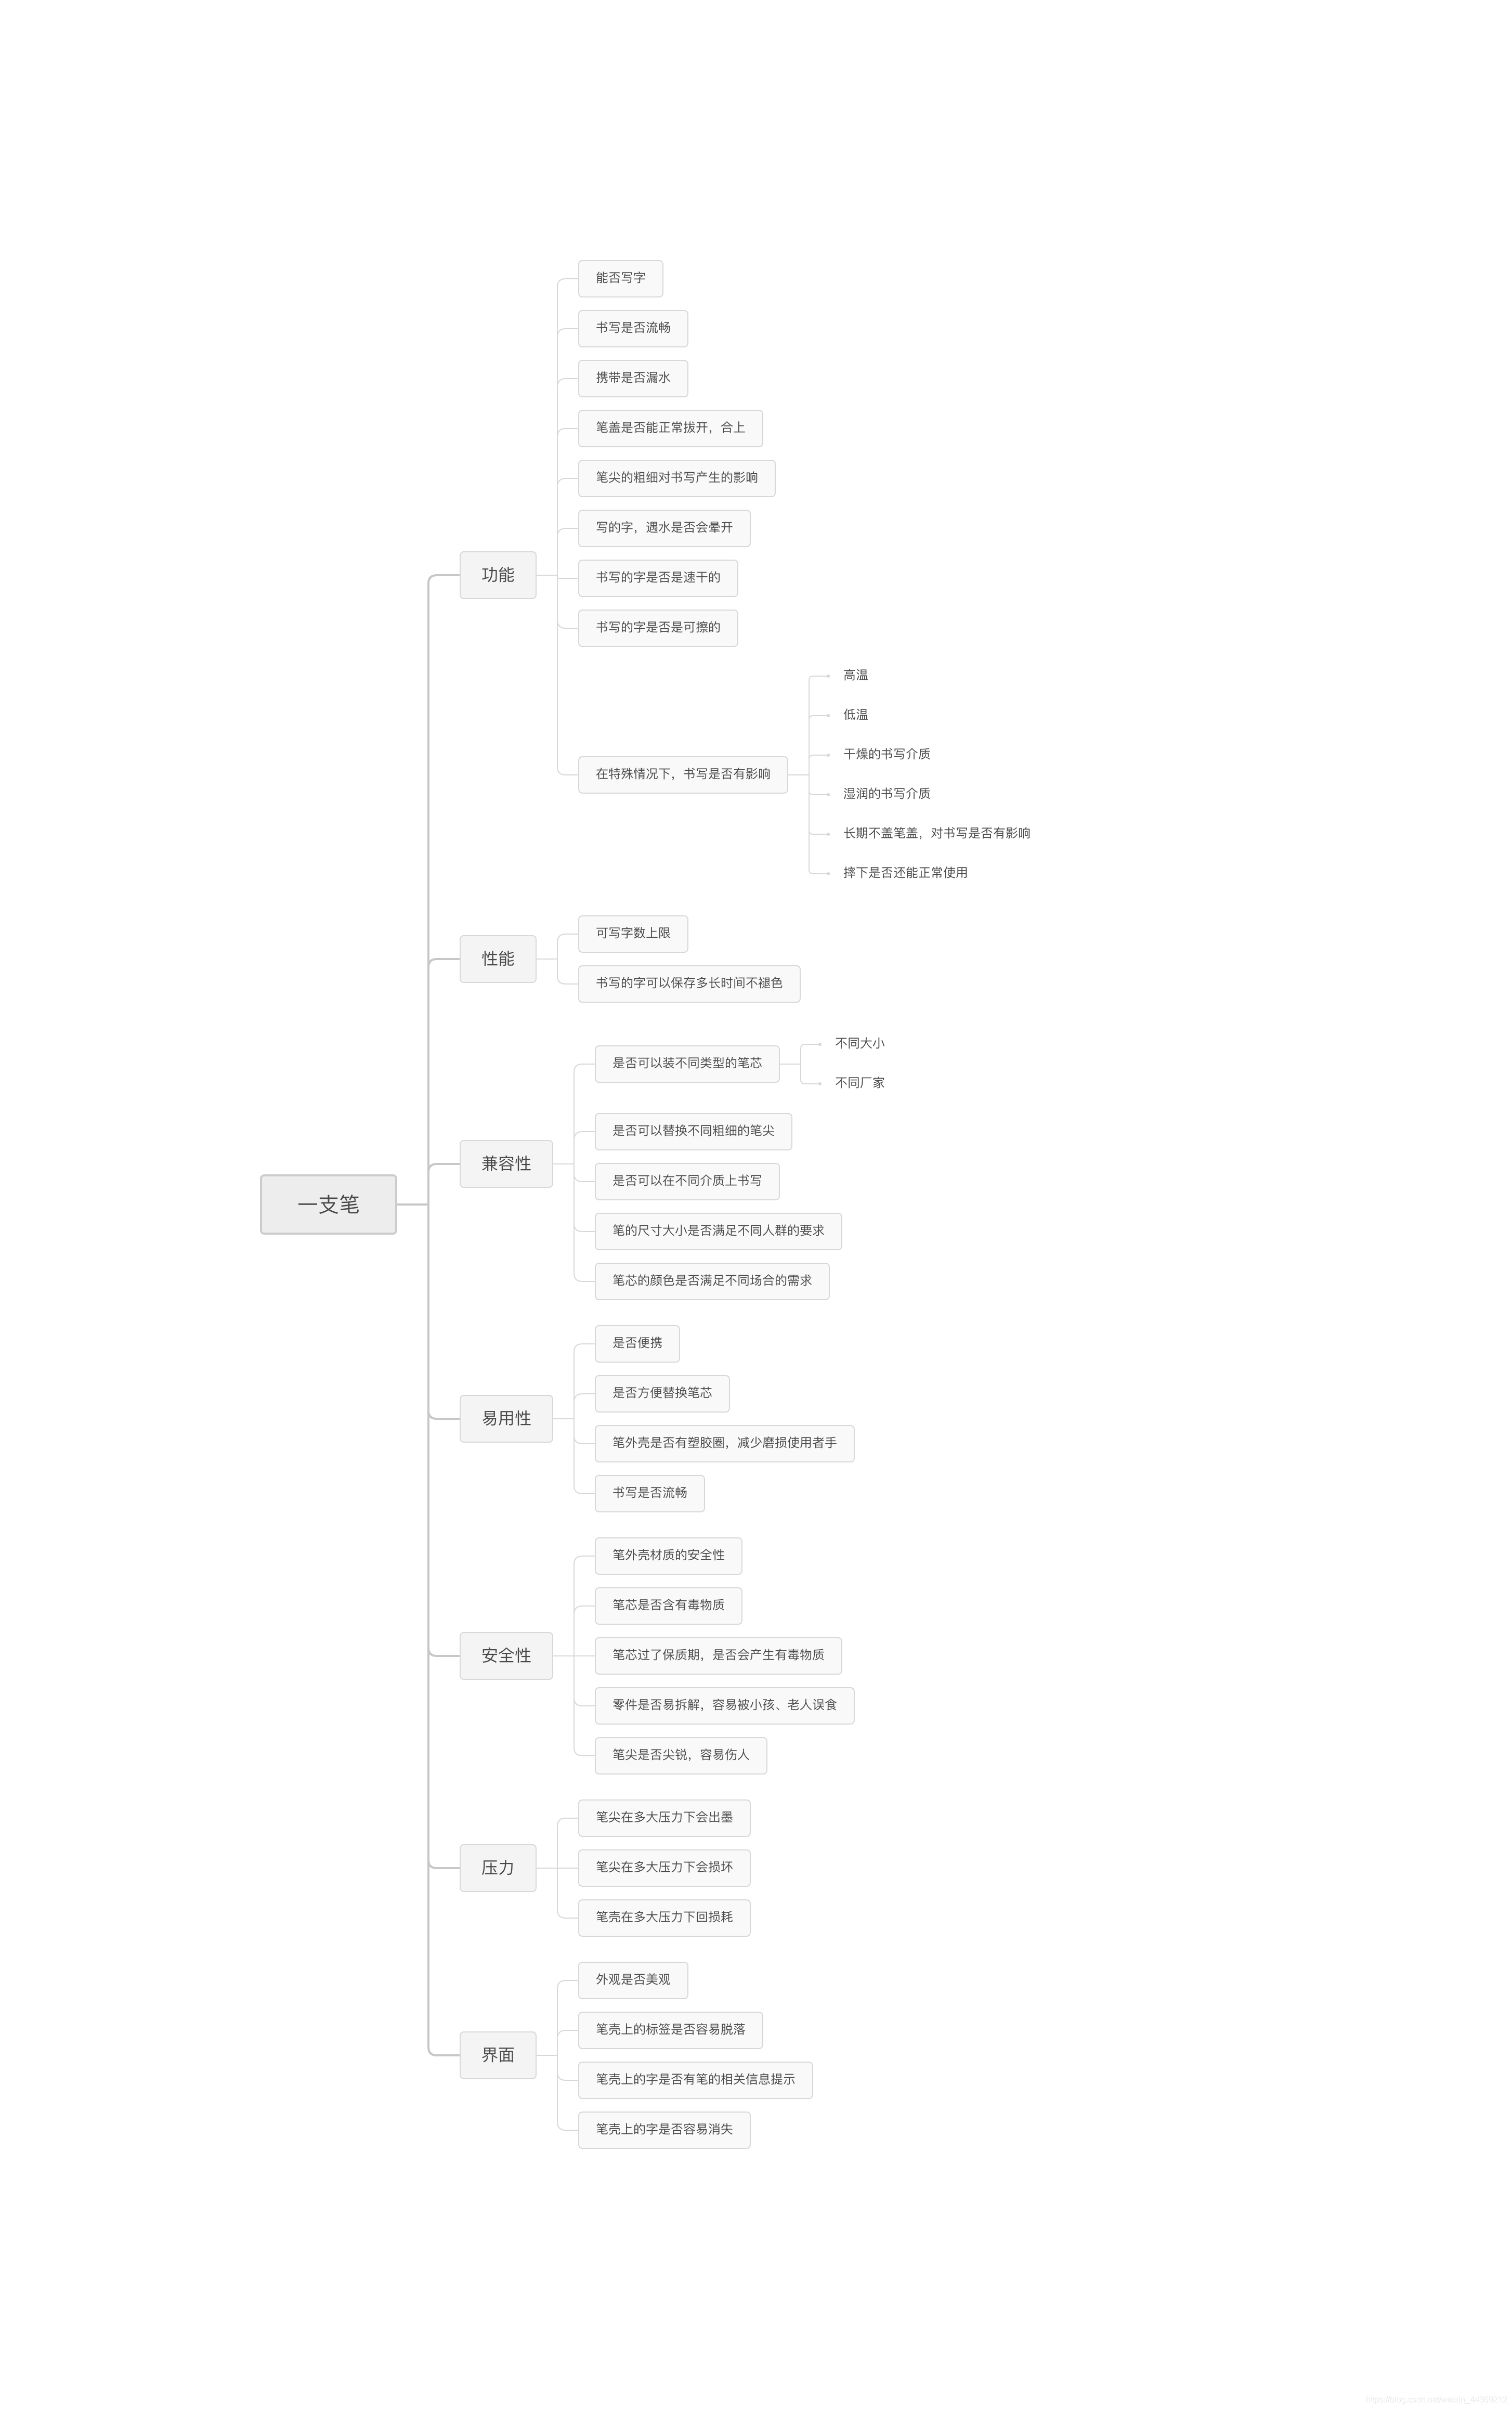 一支笔
功能
能否写字
书写是否流畅
携带是否漏水
笔盖是否能正常拔开，合上
笔尖的粗细对书写产生的影响
写的字，遇水是否会晕开
书写的字是否是速干的
书写的字是否是可擦的
在特殊情况下，书写是否有影响
高温
低温
干燥的书写介质
湿润的书写介质
长期不盖笔盖，对书写是否有影响
摔下是否还能正常使用
性能
可写字数上限
书写的字可以保存多长时间不褪色
兼容性
是否可以装不同类型的笔芯
不同大小
不同厂家
是否可以替换不同粗细的笔尖
是否可以在不同介质上书写
笔的尺寸大小是否满足不同人群的要求
笔芯的颜色是否满足不同场合的需求
易用性
是否便携
是否方便替换笔芯
笔外壳是否有塑胶圈，减少磨损使用者手
书写是否流畅
安全性
笔外壳材质的安全性
笔芯是否含有毒物质
笔芯过了保质期，是否会产生有毒物质
零件是否易拆解，容易被小孩、老人误食
笔尖是否尖锐，容易伤人
压力
笔尖在多大压力下会出墨
笔尖在多大压力下会损坏
笔壳在多大压力下回损耗
界面
外观是否美观
笔壳上的标签是否容易脱落
笔壳上的字是否有笔的相关信息提示
笔壳上的字是否容易消失